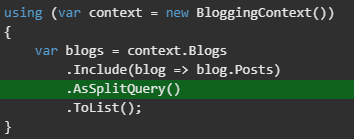 using (var context = new BloggingContext())
{
    var blogs = context.Blogs
        .Include(blog => blog.Posts)
        .AsSplitQuery()
        .ToList();
}